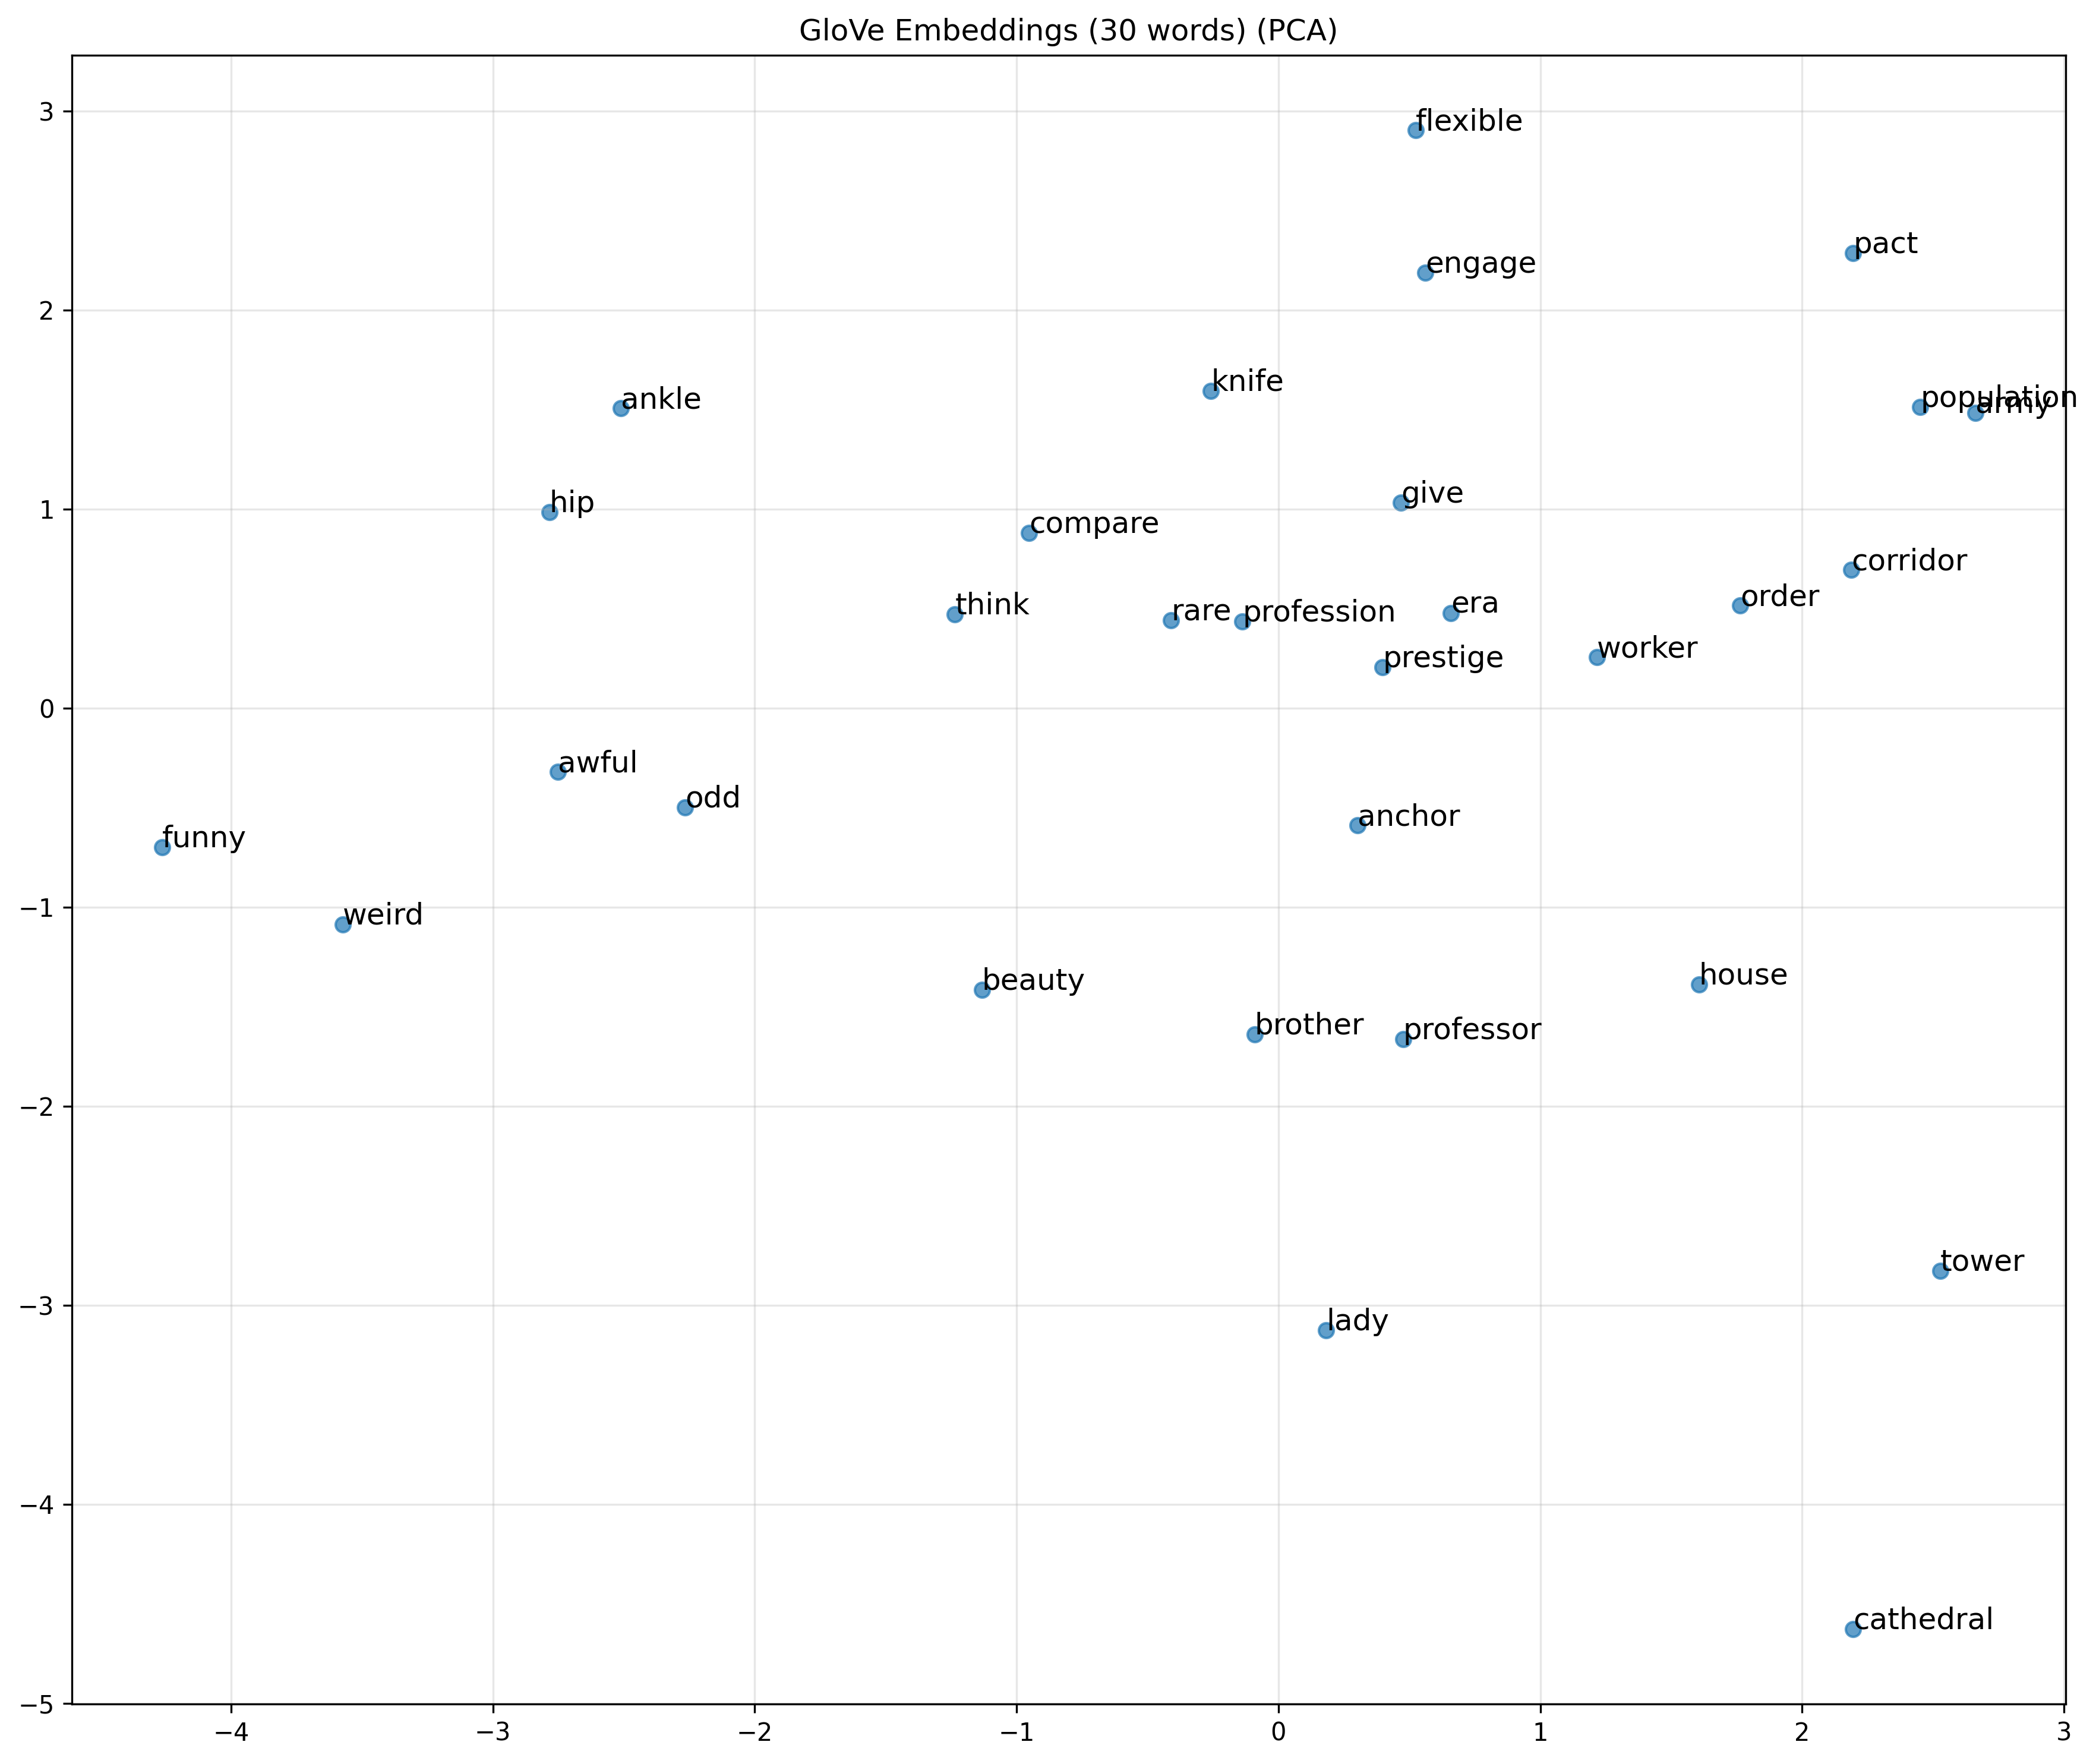 GloVe Embeddings (30 words) (PCA)
3
flexible
pact
engage
2
knife
ankle
population
army
hip
give
1
compare
corridor
order
think
rare
profession
era
worker
prestige
0
awful
odd
anchor
funny
−1
weird
house
beauty
brother
professor
−2
tower
−3
lady
−4
cathedral
−5
−4
−3
−2
−1
0
1
2
3